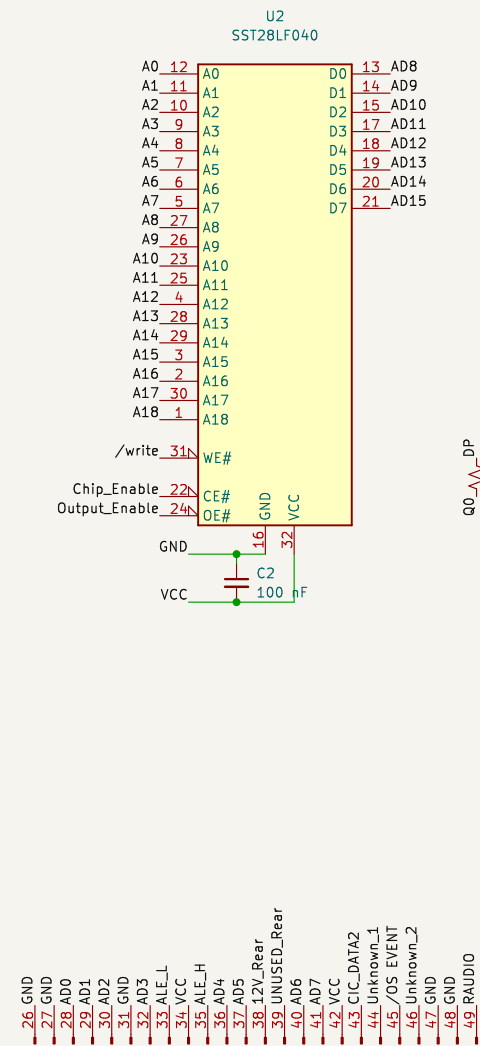 U2
SST28LF040
A0 12 A0 D0 13 AD8
A1 11 A1 D1 14 AD9
A2 10 A2 D2 15 AD10
A3 9 A3 D3 17 AD11
A4 8 A4 D4 18 AD12
A5 7 A5 D5 19 AD13
A6 6 A6 D6 20 AD14
A7 5 A7 D7 21 AD15
A8 27 A8
A9 26 A9
A10 23 A10
A11 25 A11
A12 4 A12
A13 28 A13
A14 29 A14
A15 3 A15
A16 2 A16
A17 30 A17
A18 1 A18
/write 31 WE#
Chip_Enable 22 CE#
Output_Enable 24 OE#
GND VCC
16 32
GND
C2
100 nF
VCC
Q0 DP
26 GND
27 GND
28 AD0
29 AD1
30 AD2
31 GND
32 AD3
33 ALE_L
34 VCC
35 ALE_H
36 AD4
37 AD5
38 12V_Rear
39 UNUSED_Rear
40 AD6
41 AD7
42 VCC
43 CIC_DATA2
44 Unknown_1
45 /OS EVENT
46 Unknown_2
47 GND
48 GND
49 RAUDIO